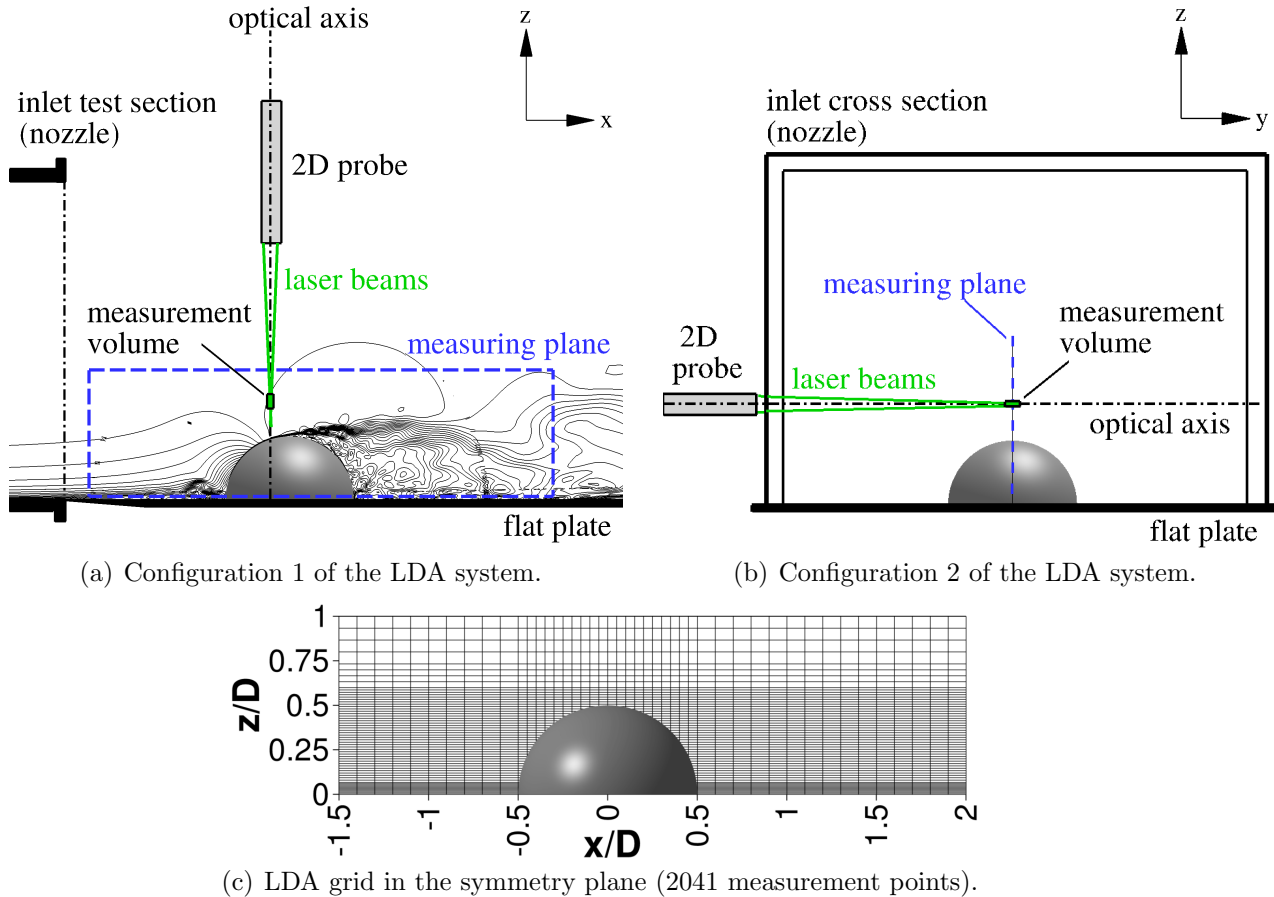 optical axis
z
x
inlet test section
(nozzle)
2D probe
laser beams
measurement
volume
measuring plane
flat plate
(a) Configuration 1 of the LDA system.
z
y
inlet cross section
(nozzle)
measuring plane
measurement
volume
2D
probe
laser beams
optical axis
flat plate
(b) Configuration 2 of the LDA system.
1
0.75
0.5
0.25
0
z/D
-1.5
-1
-0.5
0
0.5
1
1.5
2
x/D
(c) LDA grid in the symmetry plane (2041 measurement points).